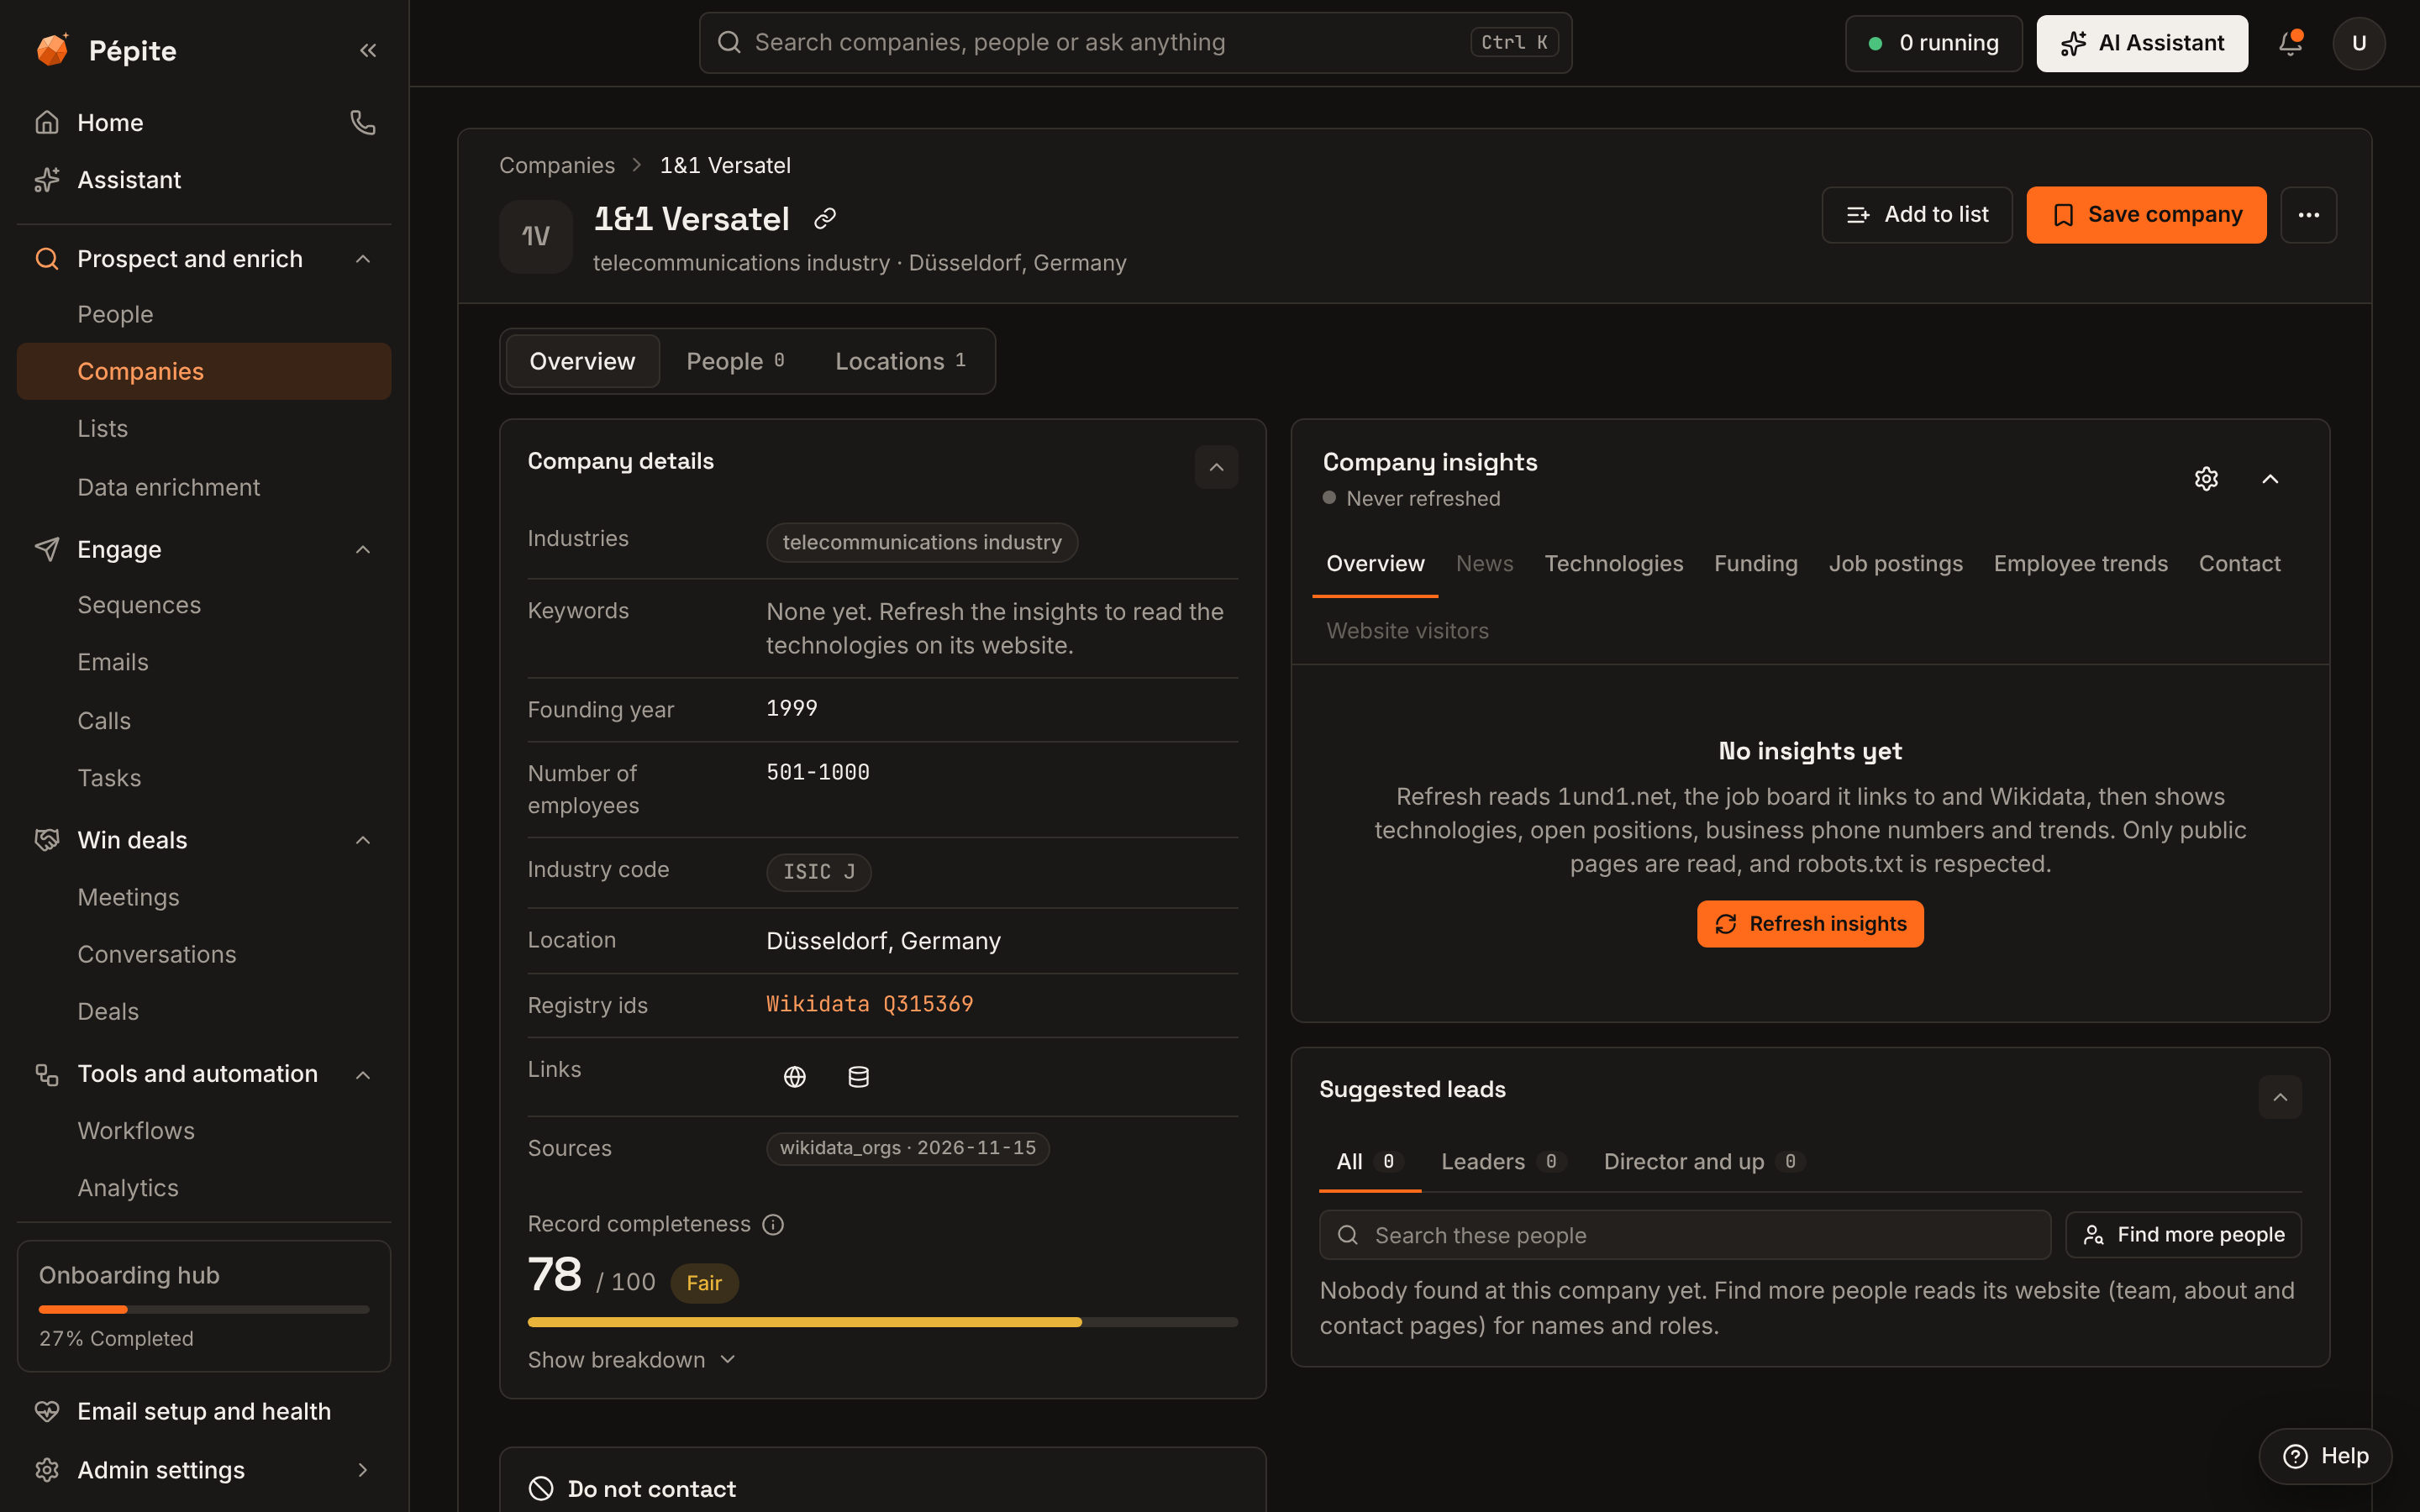 Pépite
Home
Assistant
Prospect and enrich
People
Companies
Lists
Data enrichment
Engage
Sequences
Emails
Calls
Tasks
Win deals
Meetings
Conversations
Deals
Tools and automation
Workflows
Analytics
Onboarding hub
27% Completed
Email setup and health
Admin settings
Search companies, people or ask anything
Ctrl K
0 running
AI Assistant
U
Companies 1&1 Versatel
1V
1&1 Versatel
telecommunications industry · Düsseldorf, Germany
Add to list
Save company
Overview
People 0
Locations 1
Company details
Industries
telecommunications industry
Keywords
None yet. Refresh the insights to read the
technologies on its website.
Founding year
1999
Number of
employees
501-1000
Industry code
ISIC J
Location
Düsseldorf, Germany
Registry ids
Wikidata Q315369
Links
Sources
wikidata_orgs · 2026-11-15
Record completeness
78 / 100 Fair
Show breakdown
Do not contact
Company insights
Never refreshed
Overview
News
Technologies
Funding
Job postings
Employee trends
Contact
Website visitors
No insights yet
Refresh reads 1und1.net, the job board it links to and Wikidata, then shows
technologies, open positions, business phone numbers and trends. Only public
pages are read, and robots.txt is respected.
Refresh insights
Suggested leads
All 0
Leaders 0
Director and up 0
Search these people
Find more people
Nobody found at this company yet. Find more people reads its website (team, about and
contact pages) for names and roles.
Help